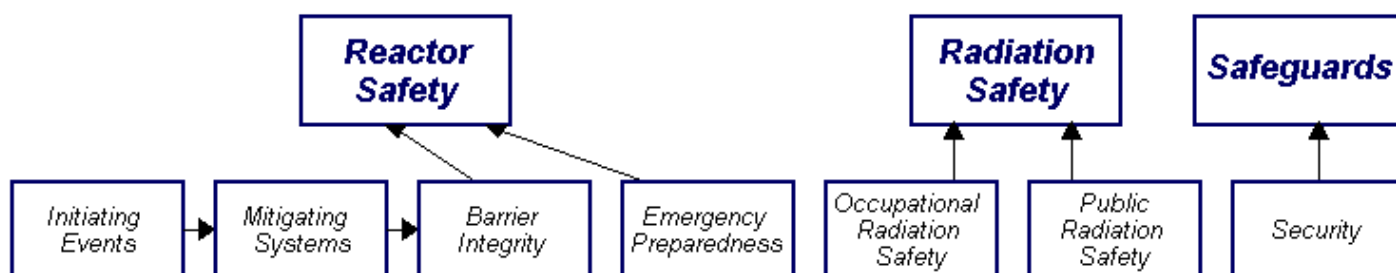 Reactor
Safety
Radiation
Safety
Safeguards
Initiating
Events
Mitigating
Systems
Barrier
Integrity
Emergency
Preparedness
Occupational
Radiation
Safety
Public
Radiation
Safety
Security